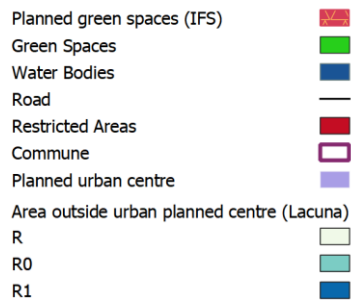 Planned green spaces (IFS)
Green Spaces
Water Bodies
Road
Restricted Areas
Commune
Planned urban centre
Area outside urban planned centre (Lacuna)
R
R0
R1